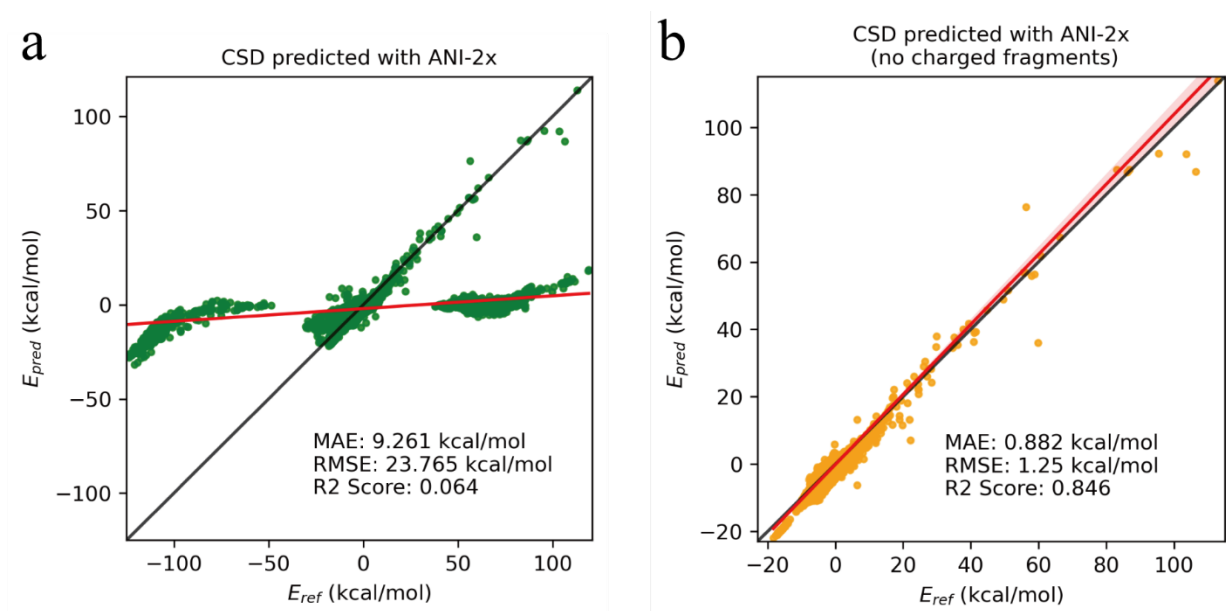 a
CSD predicted with ANI-2x
100
50
0
−50
−100
E_pred (kcal/mol)
MAE: 9.261 kcal/mol
RMSE: 23.765 kcal/mol
R2 Score: 0.064
−100 −50 0 50 100
E_ref (kcal/mol)
b
CSD predicted with ANI-2x
(no charged fragments)
100
80
60
40
20
0
−20
E_pred (kcal/mol)
MAE: 0.882 kcal/mol
RMSE: 1.25 kcal/mol
R2 Score: 0.846
−20 0 20 40 60 80 100
E_ref (kcal/mol)